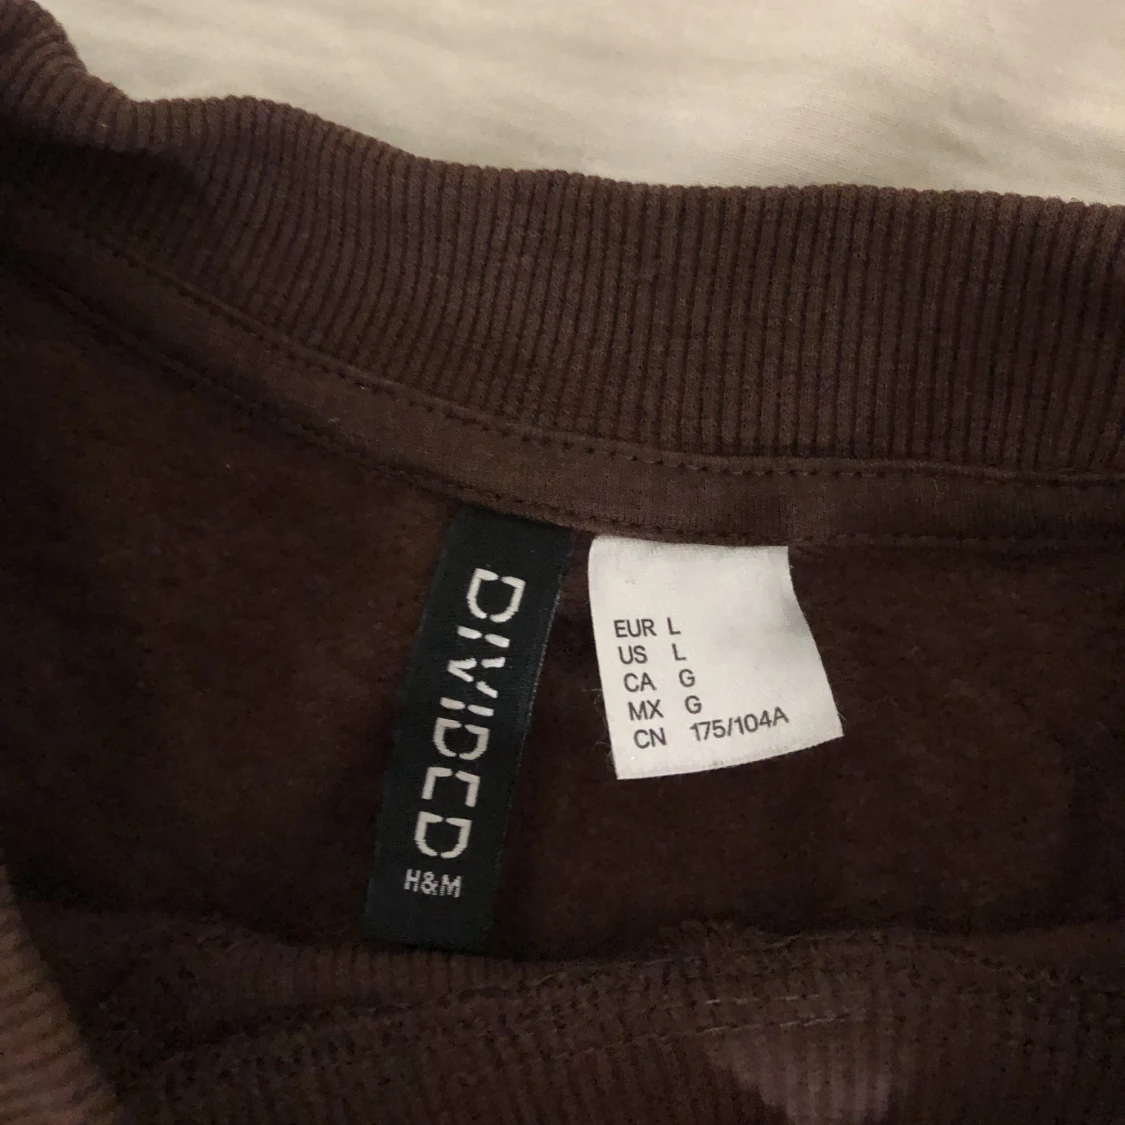 DIVIDED
H&M
EUR L
US L
CA G
MX G
CN 175/104A